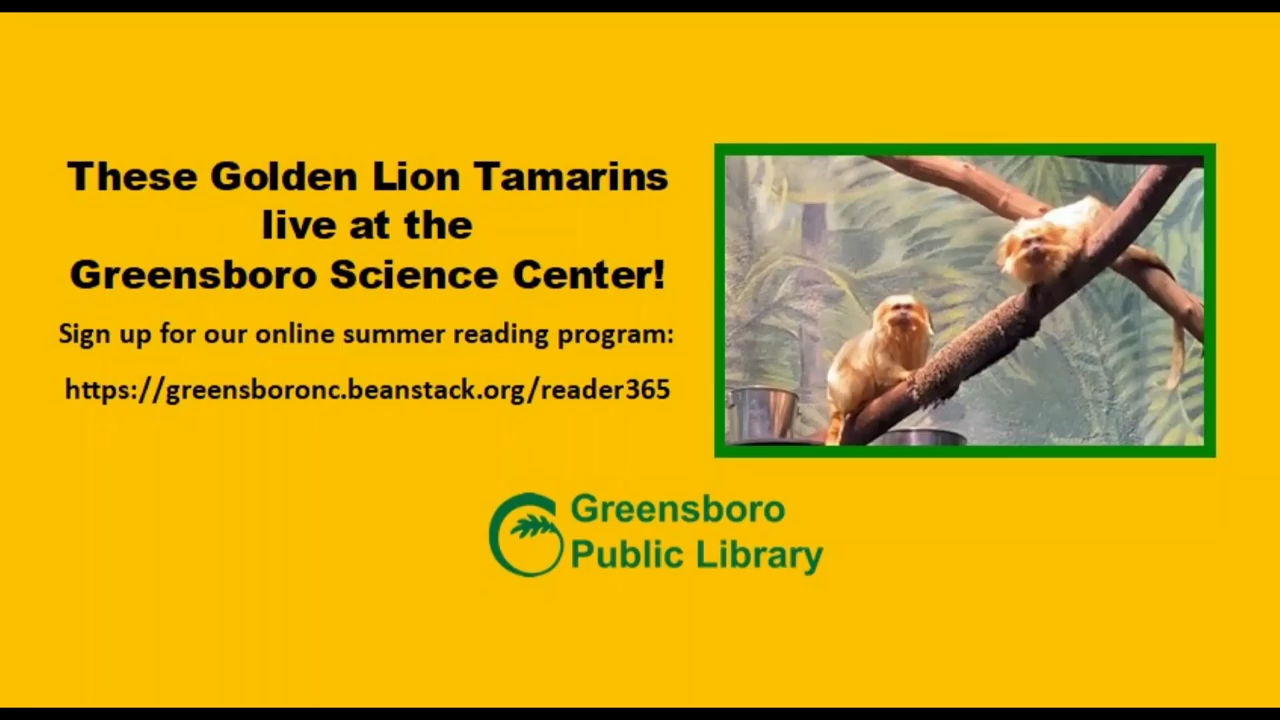 These Golden Lion Tamarins
live at the
Greensboro Science Center!
Sign up for our online summer reading program:
https://greensboronc.beanstack.org/reader365
Greensboro
Public Library